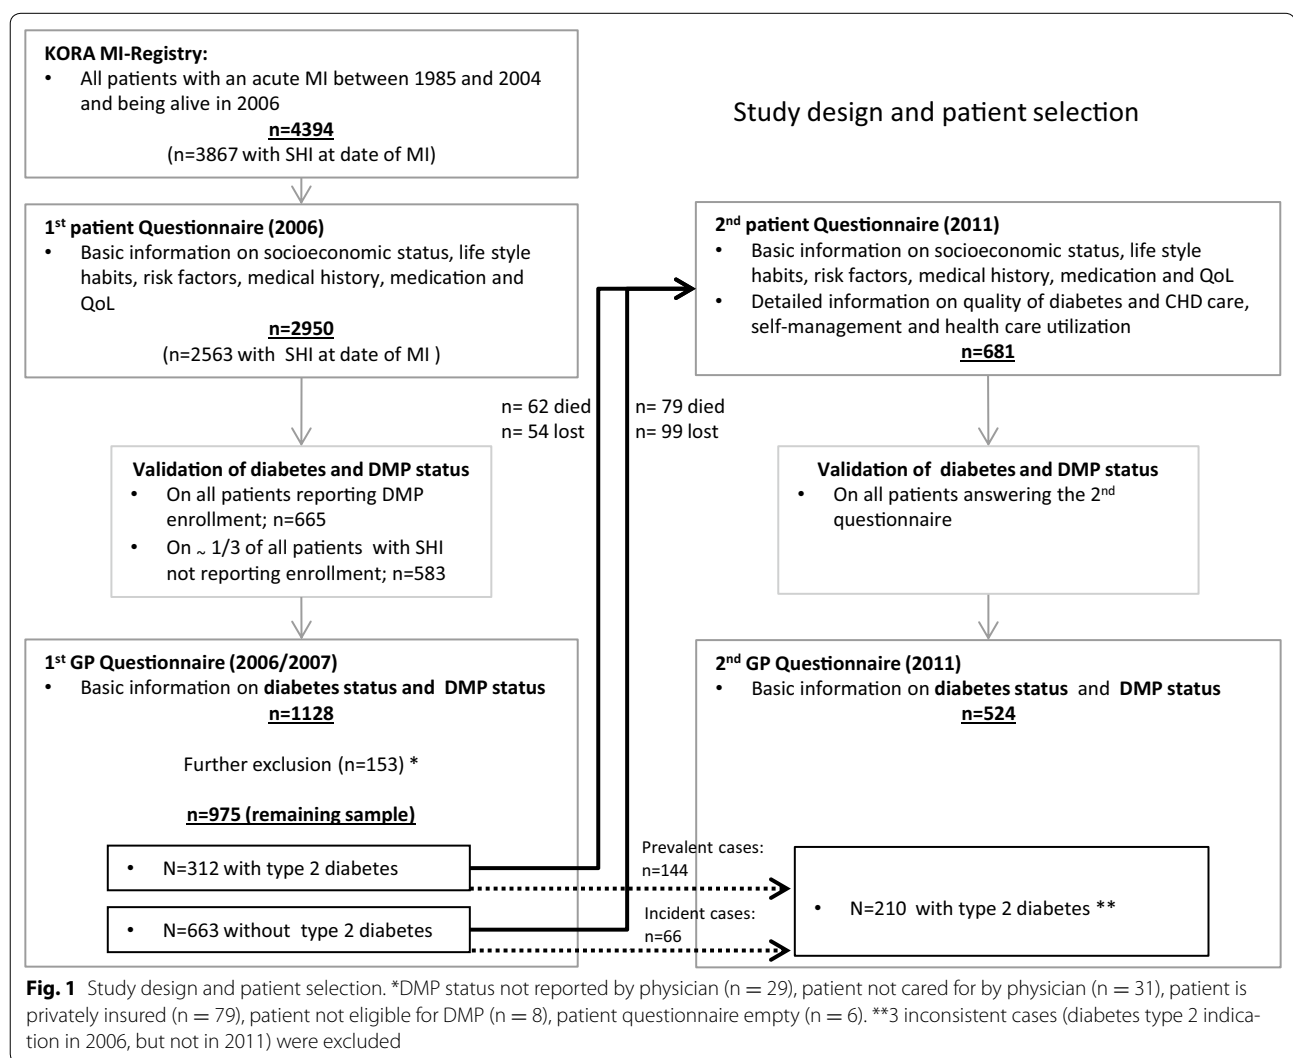 KORA MI-Registry:
• All patients with an acute MI between 1985 and 2004
and being alive in 2006
n=4394
(n=3867 with SHI at date of MI)
Study design and patient selection
1st patient Questionnaire (2006)
• Basic information on socioeconomic status, life style
habits, risk factors, medical history, medication and
QoL
n=2950
(n=2563 with SHI at date of MI )
2nd patient Questionnaire (2011)
• Basic information on socioeconomic status, life style
habits, risk factors, medical history, medication and QoL
• Detailed information on quality of diabetes and CHD care,
self-management and health care utilization
n=681
n= 62 died
n= 54 lost
n= 79 died
n= 99 lost
Validation of diabetes and DMP status
• On all patients reporting DMP
enrollment; n=665
• On ~ 1/3 of all patients with SHI
not reporting enrollment; n=583
Validation of diabetes and DMP status
• On all patients answering the 2nd
questionnaire
1st GP Questionnaire (2006/2007)
• Basic information on diabetes status and DMP status
n=1128
Further exclusion (n=153) *
n=975 (remaining sample)
• N=312 with type 2 diabetes
• N=663 without type 2 diabetes
Prevalent cases:
n=144
Incident cases:
n=66
2nd GP Questionnaire (2011)
• Basic information on diabetes status and DMP status
n=524
• N=210 with type 2 diabetes **
Fig. 1 Study design and patient selection. *DMP status not reported by physician (n = 29), patient not cared for by physician (n = 31), patient is
privately insured (n = 79), patient not eligible for DMP (n = 8), patient questionnaire empty (n = 6). **3 inconsistent cases (diabetes type 2 indica-
tion in 2006, but not in 2011) were excluded